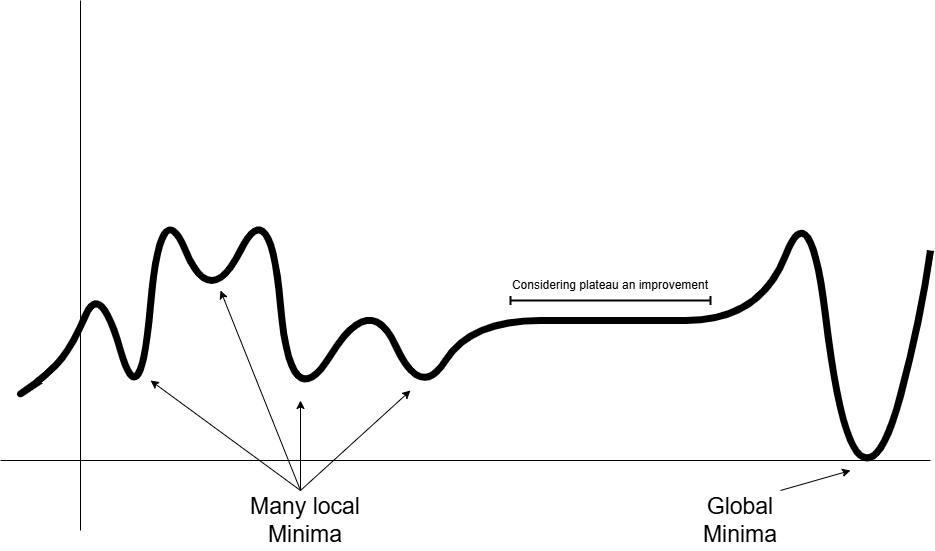 Considering plateau an improvement
Many local
Minima
Global
Minima